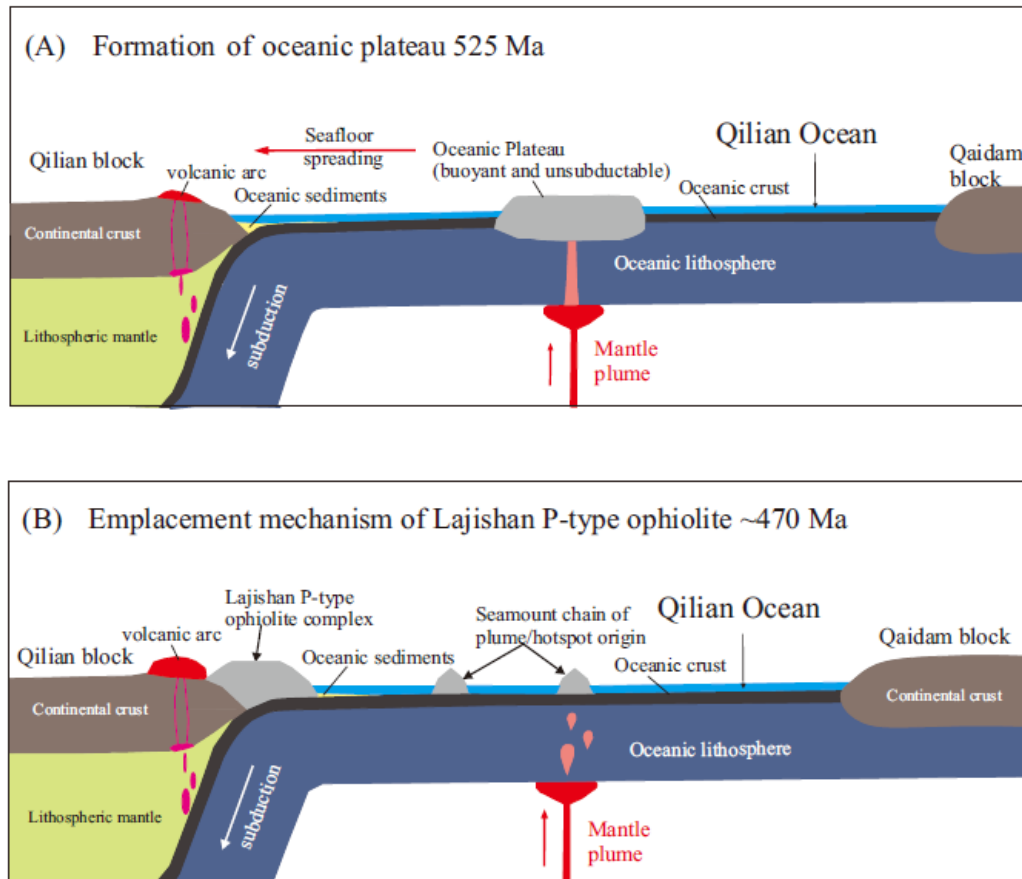 (A) Formation of oceanic plateau 525 Ma
Seafloor
spreading
Qilian Ocean
Qilian block
volcanic arc
Oceanic sediments
Oceanic Plateau
(buoyant and unsubductable)
Oceanic crust
Qaidam
block
Continental crust
Oceanic lithosphere
subduction
Lithospheric mantle
Mantle
plume
(B) Emplacement mechanism of Lajishan P-type ophiolite ~470 Ma
Lajishan P-type
ophiolite complex
Seamount chain of
plume/hotspot origin
Qilian Ocean
volcanic arc
Qilian block
Oceanic sediments
Oceanic crust
Qaidam block
Continental crust
Continental crust
Oceanic lithosphere
subduction
Lithospheric mantle
Mantle
plume